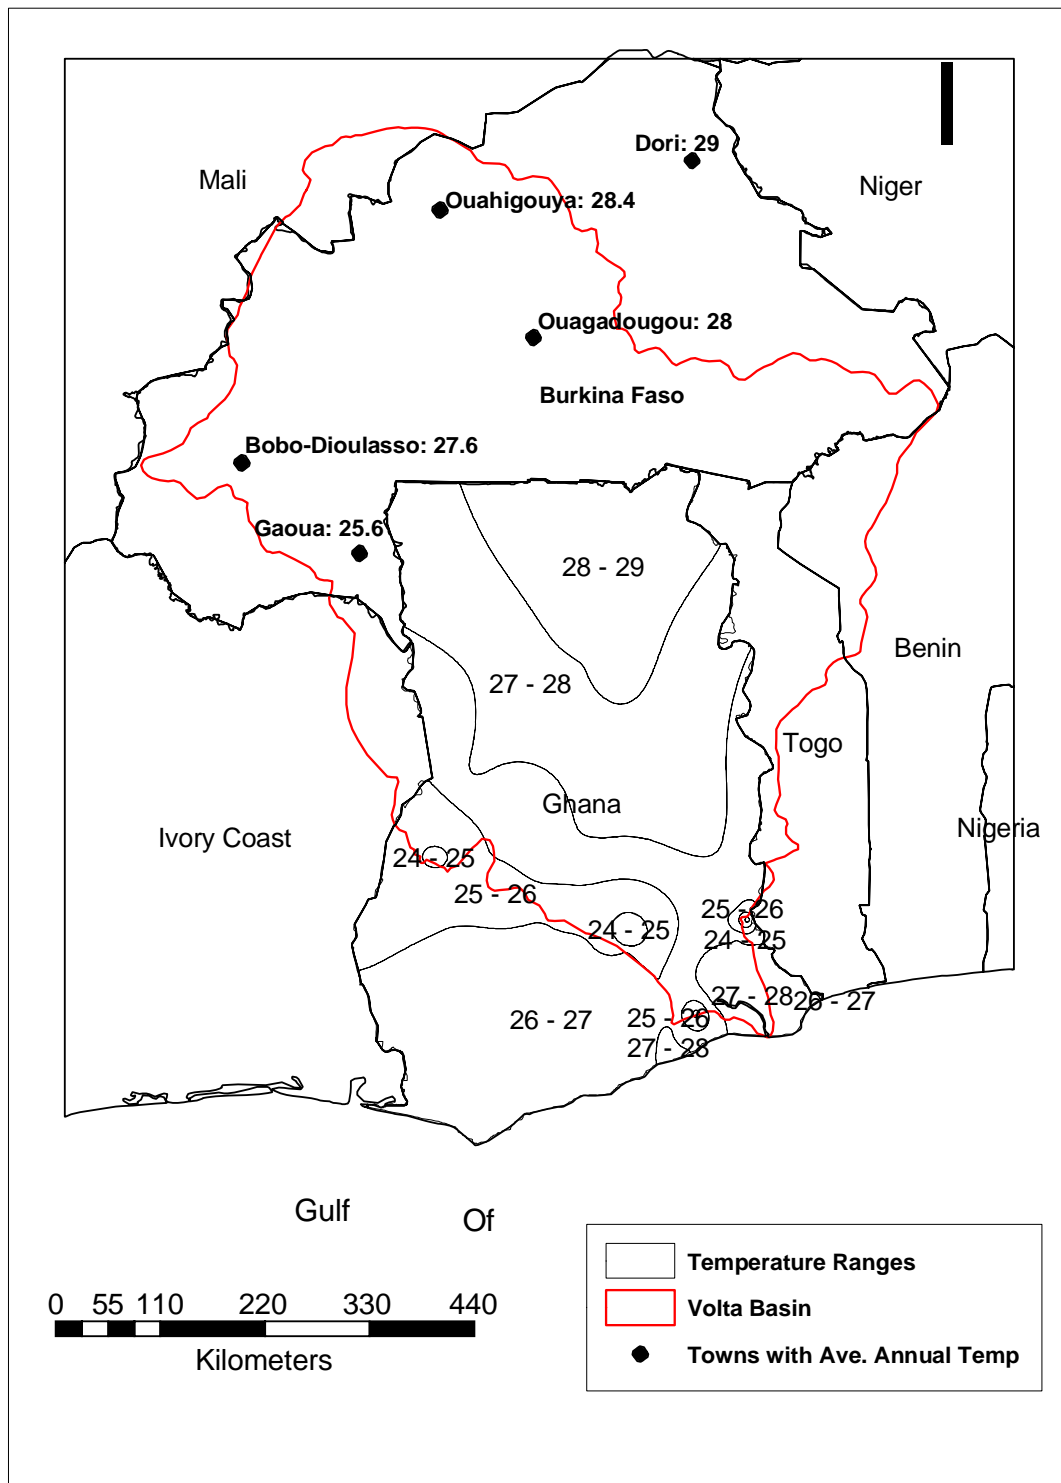 Dori: 29
Mali
Niger
Ouahigouya: 28.4
Ouagadougou: 28
Burkina Faso
Bobo-Dioulasso: 27.6
Gaoua: 25.6
28 - 29
Benin
27 - 28
Togo
Ghana
Ivory Coast
Nigeria
24 - 25
25 - 26
25 - 26
24 - 25
24 - 25
27 - 28
26 - 27
26 - 27
25 - 26
27 - 28
Gulf
Of
Temperature Ranges
Volta Basin
Towns with Ave. Annual Temp
0 55 110 220 330 440
Kilometers